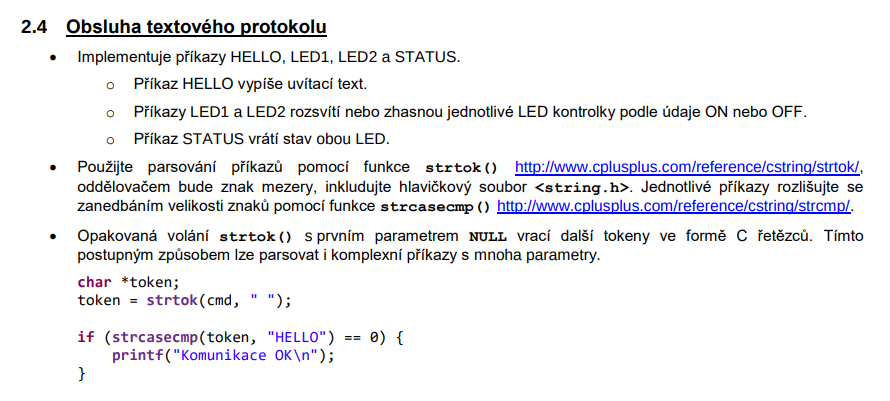 2.4 Obsluha textového protokolu
• Implementuje příkazy HELLO, LED1, LED2 a STATUS.
o Příkaz HELLO vypíše uvítací text.
o Příkazy LED1 a LED2 rozsvítí nebo zhasnou jednotlivé LED kontrolky podle údaje ON nebo OFF.
o Příkaz STATUS vrátí stav obou LED.
• Použijte parsování příkazů pomocí funkce strtok() http://www.cplusplus.com/reference/cstring/strtok/,
oddělovačem bude znak mezery, inkludujte hlavičkový soubor <string.h>. Jednotlivé příkazy rozlišujte se
zanedbáním velikosti znaků pomocí funkce strcasecmp() http://www.cplusplus.com/reference/cstring/strcmp/.
• Opakovaná volání strtok() s prvním parametrem NULL vrací další tokeny ve formě C řetězců. Tímto
postupným způsobem lze parsovat i komplexní příkazy s mnoha parametry.
char *token;
token = strtok(cmd, " ");
if (strcasecmp(token, "HELLO") == 0) {
printf("Komunikace OK\n");
}